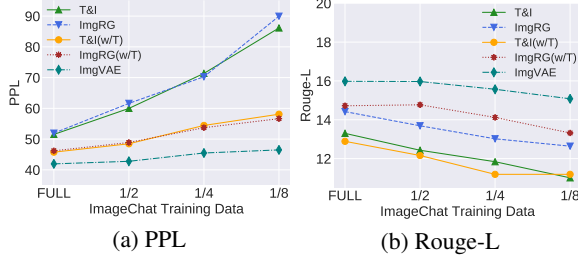 T&I
ImgRG
T&I(w/T)
ImgRG(w/T)
ImgVAE
90
80
70
60
50
40
PPL
FULL 1/2 1/4 1/8
ImageChat Training Data
(a) PPL
T&I
ImgRG
T&I(w/T)
ImgRG(w/T)
ImgVAE
20
18
16
14
12
Rouge-L
FULL 1/2 1/4 1/8
ImageChat Training Data
(b) Rouge-L